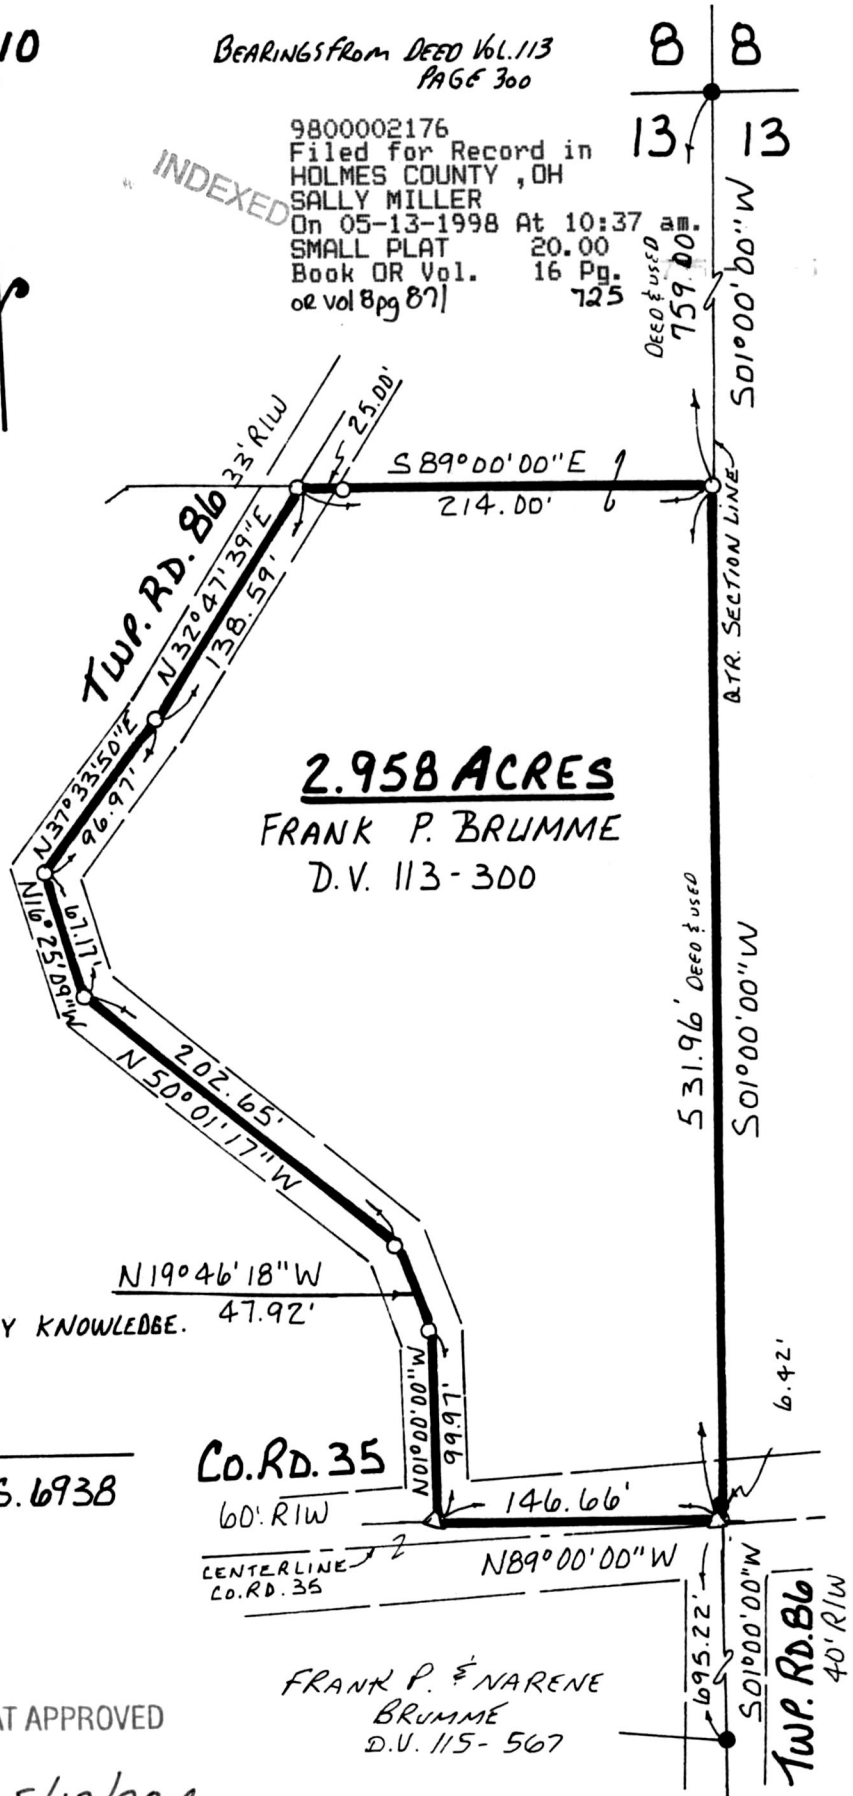 10
BEARINGS FROM DEED VOL. 113
PAGE 300
8 8
13 13
INDEXED
9800002176
Filed for Record in
HOLMES COUNTY ,OH
SALLY MILLER
On 05-13-1998 At 10:37 am.
SMALL PLAT 20.00
Book OR Vol. 16 Pg.
OR Vol 8 pg 871 725
DEED & USED
759.00
S01°00'00"W
25.00'
33' R/W
TWP. RD. 86
S 89°00'00"E
214.00'
N 32°47'39"E
138.59'
QTR. SECTION LINE
N37°33'50"E
96.97'
2.958 ACRES
FRANK P. BRUMME
D.V. 113-300
N16°25'09"W
67.17'
531.96' DEED & USED
S01°00'00"W
202.65'
N 50°01'17"W
N19°46'18"W
47.92'
Y KNOWLEDGE.
N01°00'00"W
99.97'
6.42'
S. 6938
CO. RD. 35
60' R/W
146.66'
CENTERLINE
CO. RD. 35
N89°00'00"W
695.22'
S01°00'00"W
TWP. RD. 86
40' R/W
FRANK P. & NARENE
BRUMME
D.V. 115-567
AT APPROVED